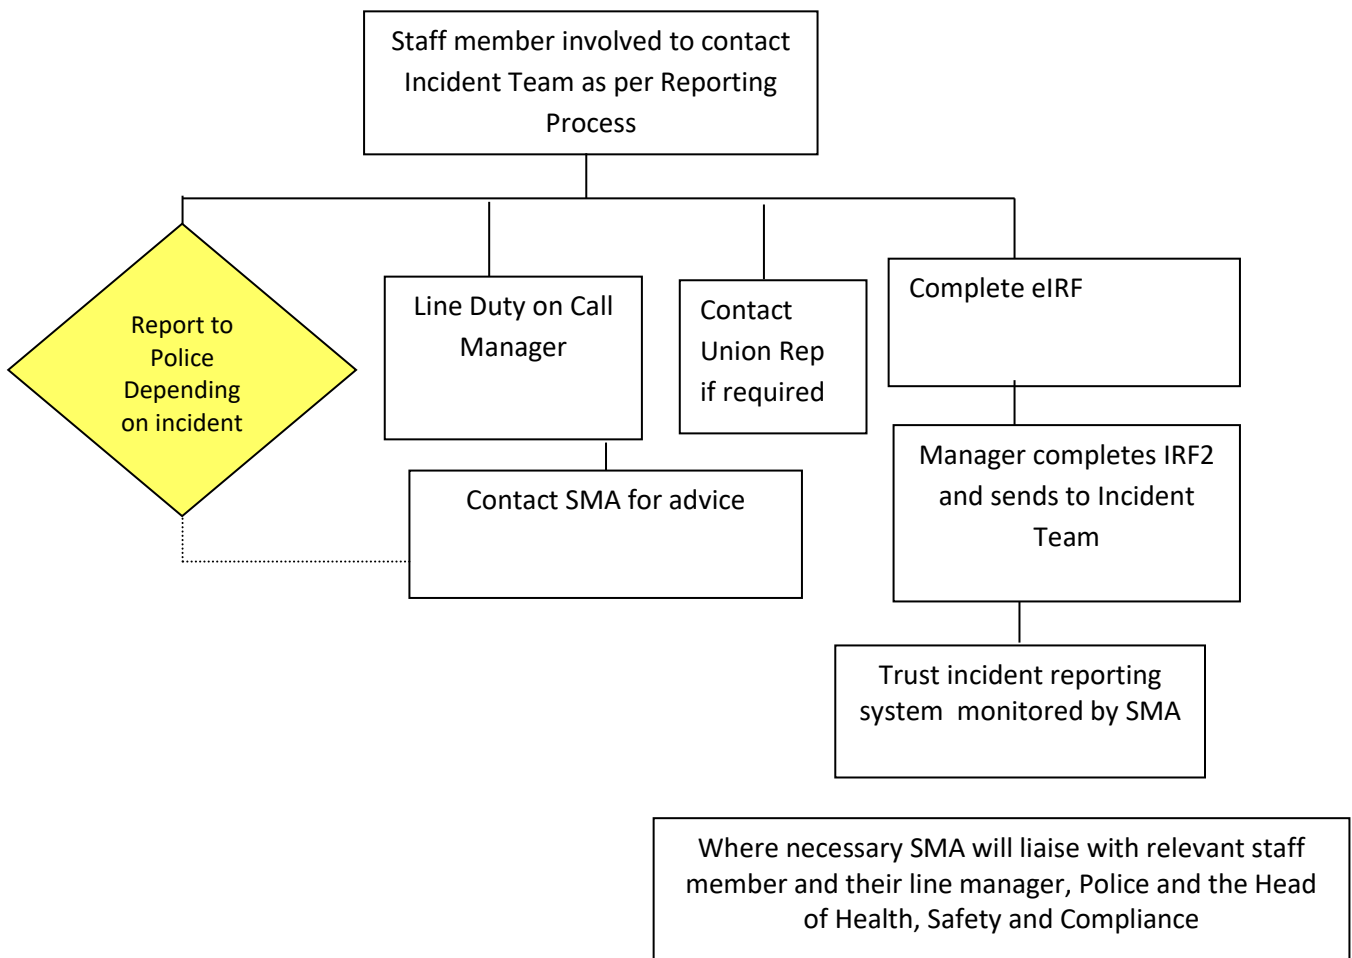 Staff member involved to contact
Incident Team as per Reporting
Process
Report to
Police
Depending
on incident
Line Duty on Call
Manager
Contact
Union Rep
if required
Complete eIRF
Contact SMA for advice
Manager completes IRF2
and sends to Incident
Team
Trust incident reporting
system  monitored by SMA
Where necessary SMA will liaise with relevant staff
member and their line manager, Police and the Head
of Health, Safety and Compliance